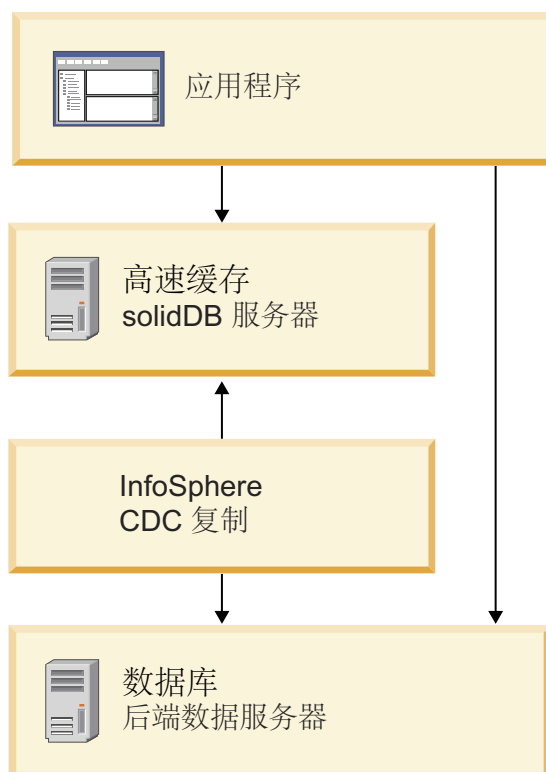 应用程序
高速缓存
solidDB 服务器
InfoSphere
CDC 复制
数据库
后端数据服务器